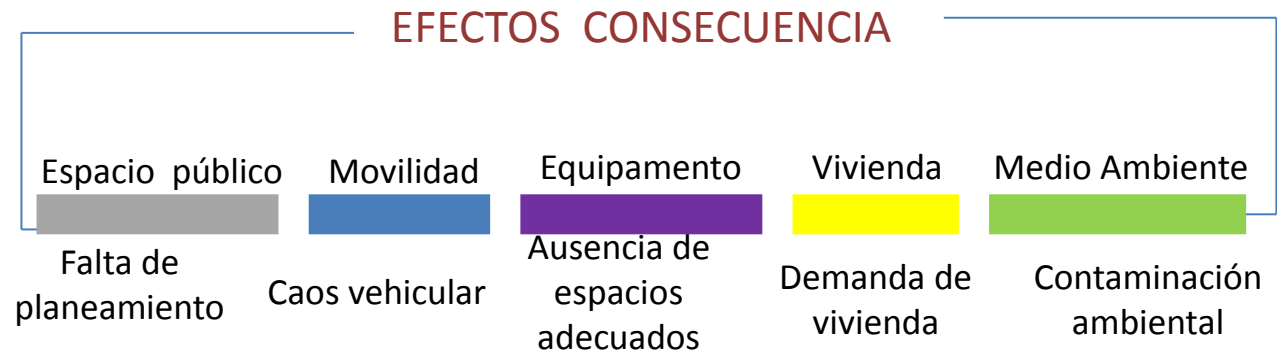 EFECTOS CONSECUENCIA
Espacio público
Movilidad
Equipamento
Vivienda
Medio Ambiente
Falta de
planeamiento
Caos vehicular
Ausencia de
espacios
adecuados
Demanda de
vivienda
Contaminación
ambiental